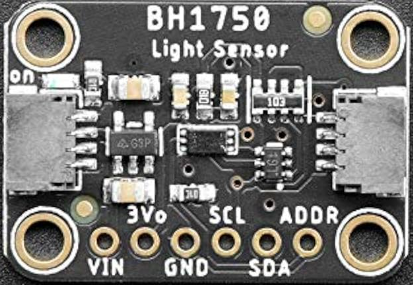 BH1750
Light Sensor
on
103
G3P
3Vo
SCL
ADDR
VIN
GND
SDA